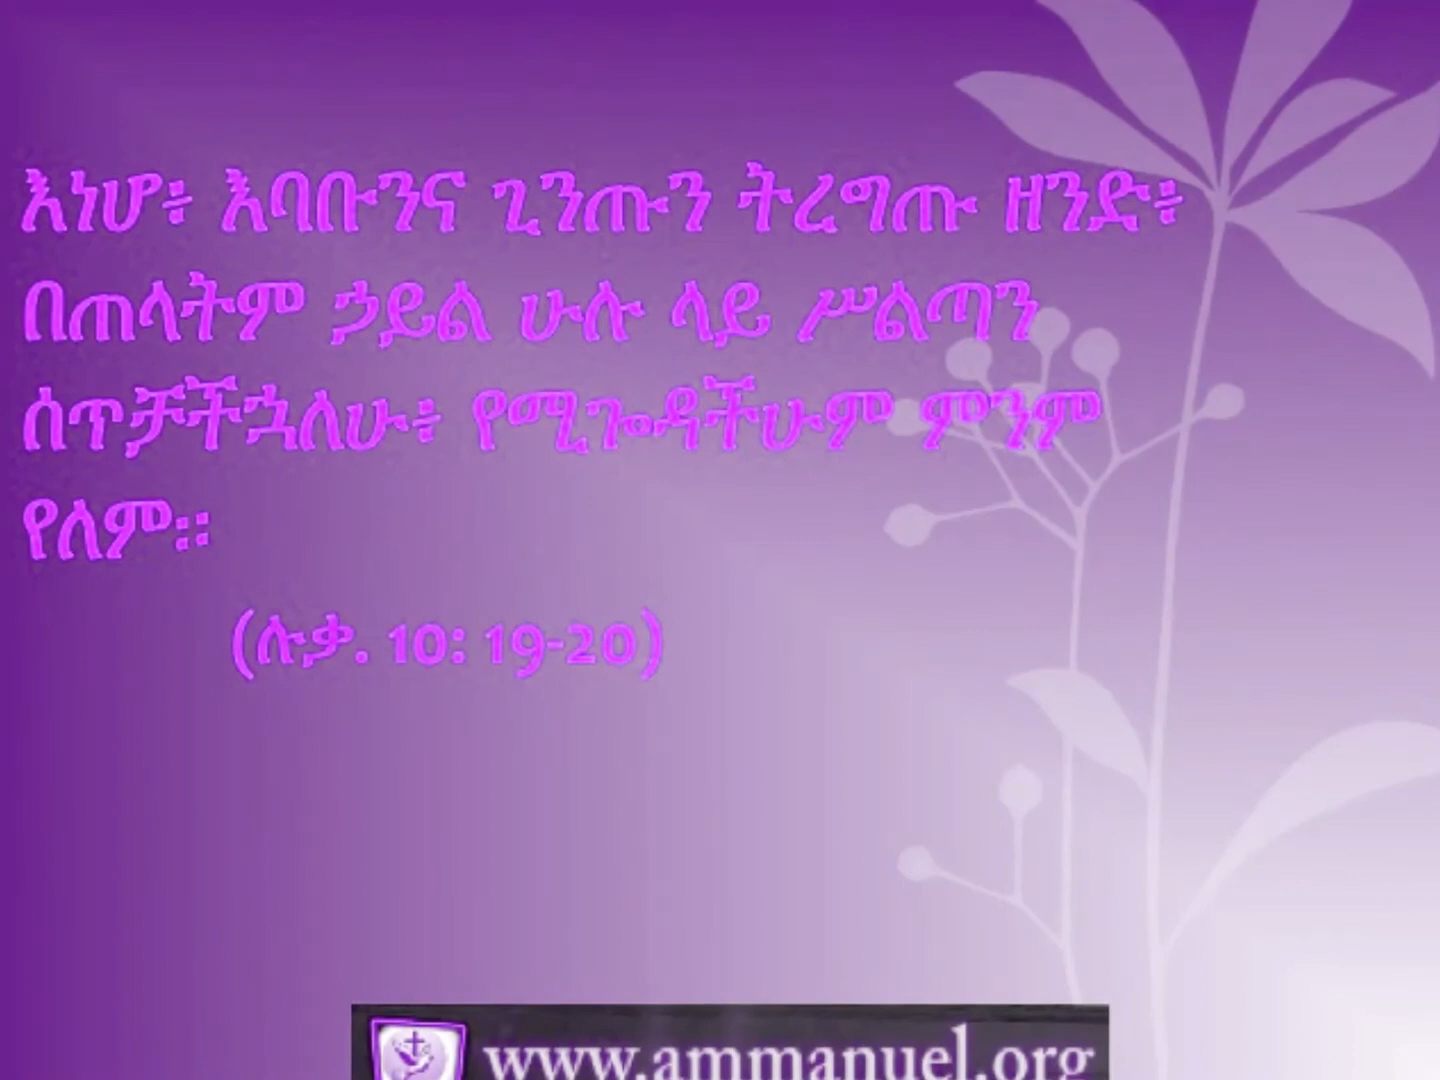 እነሆ፥ እባቡንና ጊንጡን ትረግጡ ዘንድ፥
በጠላትም ኃይል ሁሉ ላይ ሥልጣን
ሰጥቻችኋለሁ፥ የሚጐዳችሁም ምንም
የለም።
(ሉቃ. 10: 19-20)
www.ammanuel.org